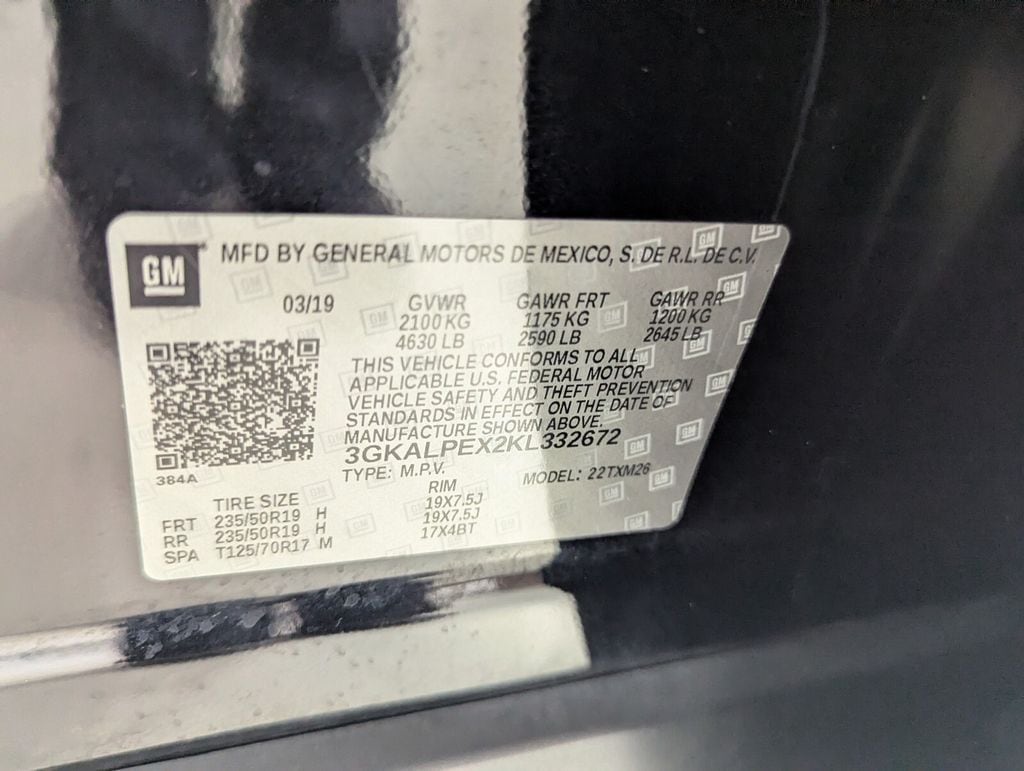 GM MFD BY GENERAL MOTORS DE MEXICO, S. DE R.L. DE C.V.
03/19 GVWR GAWR FRT GAWR RR
2100 KG 1175 KG 1200 KG
4630 LB 2590 LB 2645 LB
THIS VEHICLE CONFORMS TO ALL
APPLICABLE U.S. FEDERAL MOTOR
VEHICLE SAFETY AND THEFT PREVENTION
STANDARDS IN EFFECT ON THE DATE OF
MANUFACTURE SHOWN ABOVE.
3GKALPEX2KL332672
384A
TYPE: M.P.V. MODEL: 22TXM26
TIRE SIZE RIM
FRT 235/50R19 H 19X7.5J
RR 235/50R19 H 19X7.5J
SPA T125/70R17 M 17X4BT